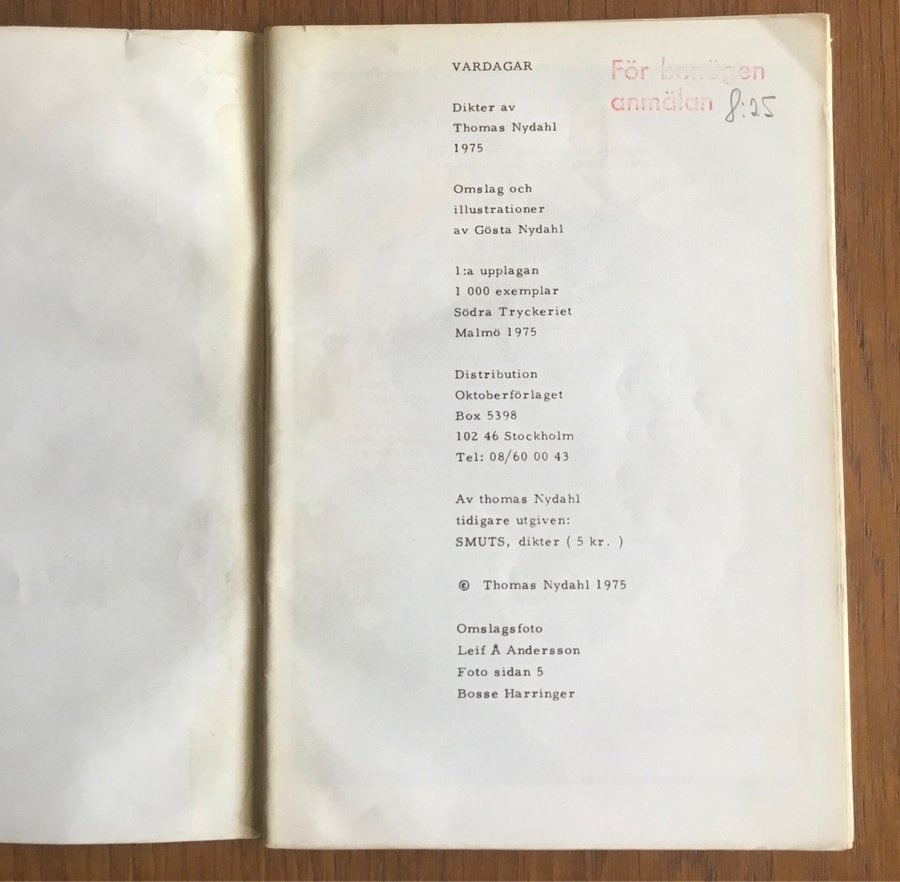 VARDAGAR
För benägen
anmälan 8:25
Dikter av
Thomas Nydahl
1975
Omslag och
illustrationer
av Gösta Nydahl
1:a upplagan
1 000 exemplar
Södra Tryckeriet
Malmö 1975
Distribution
Oktoberförlaget
Box 5398
102 46 Stockholm
Tel: 08/60 00 43
Av thomas Nydahl
tidigare utgiven:
SMUTS, dikter ( 5 kr. )
© Thomas Nydahl 1975
Omslagsfoto
Leif Å Andersson
Foto sidan 5
Bosse Harringer